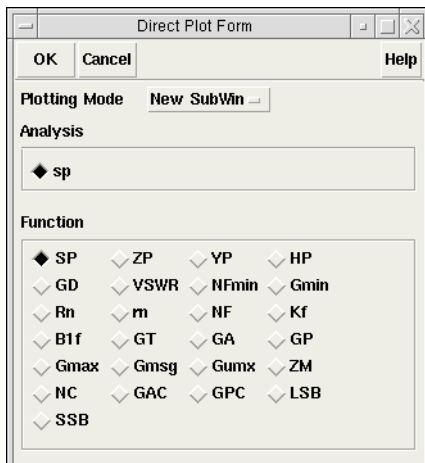 Direct Plot Form
OK Cancel Help
Plotting Mode New SubWin
Analysis
sp
Function
SP ZP YP HP
GD VSWR NFmin Gmin
Rn rn NF Kf
B1f GT GA GP
Gmax Gmsg Gumx ZM
NC GAC GPC LSB
SSB